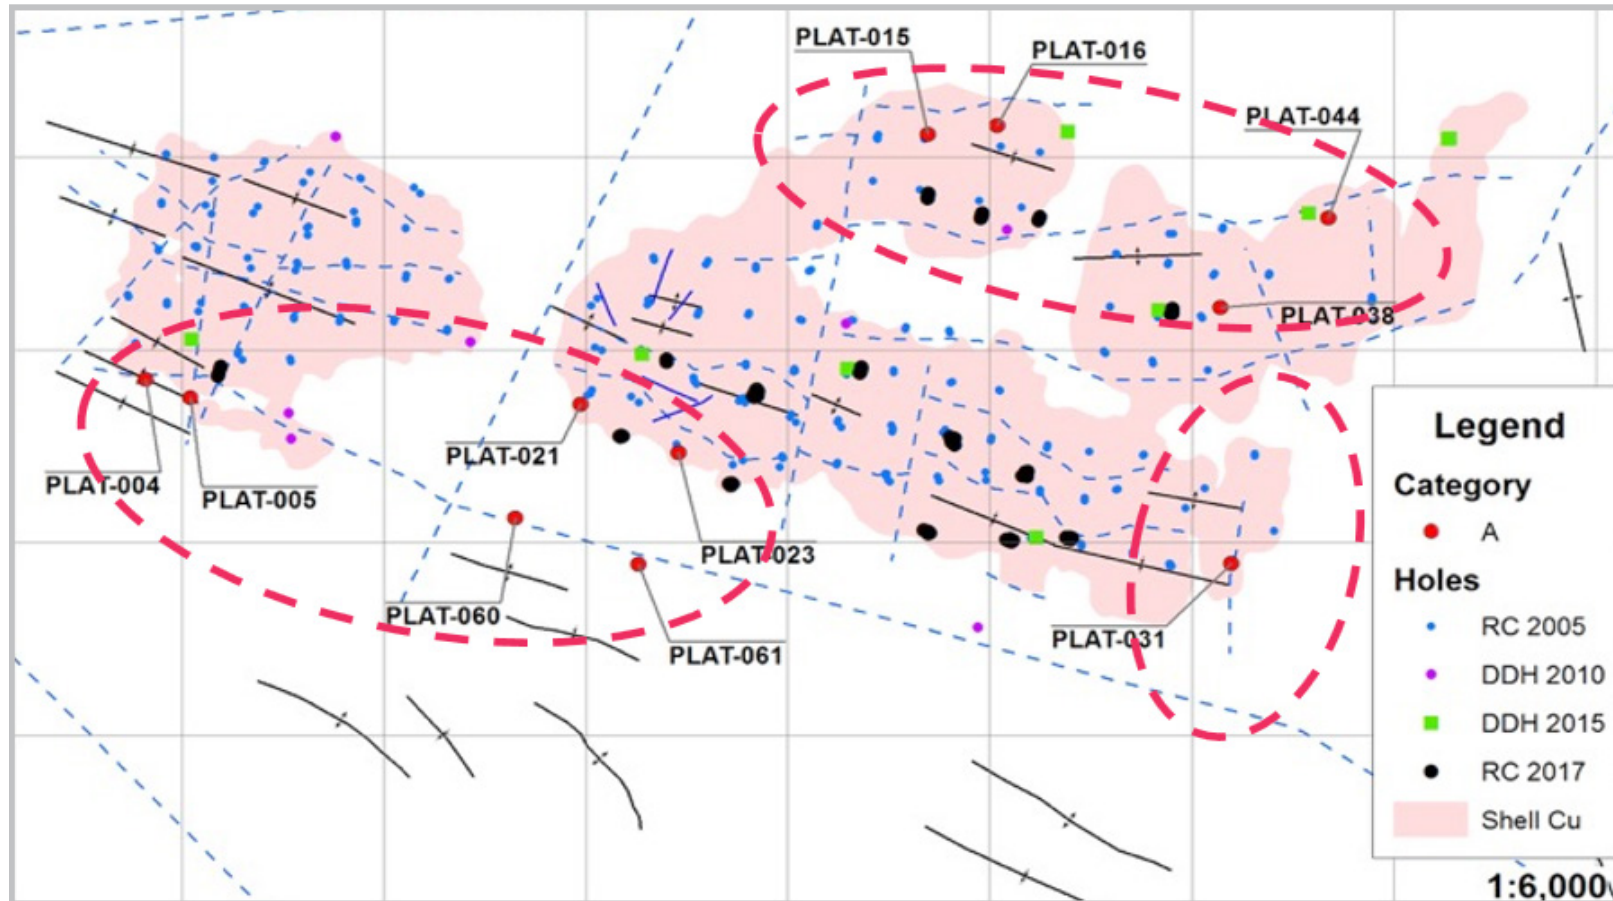 PLAT-015
PLAT-016
PLAT-044
PLAT-038
PLAT-021
PLAT-004
PLAT-005
PLAT-023
PLAT-060
PLAT-061
PLAT-031
Legend
Category
A
Holes
RC 2005
DDH 2010
DDH 2015
RC 2017
Shell Cu
1:6,000